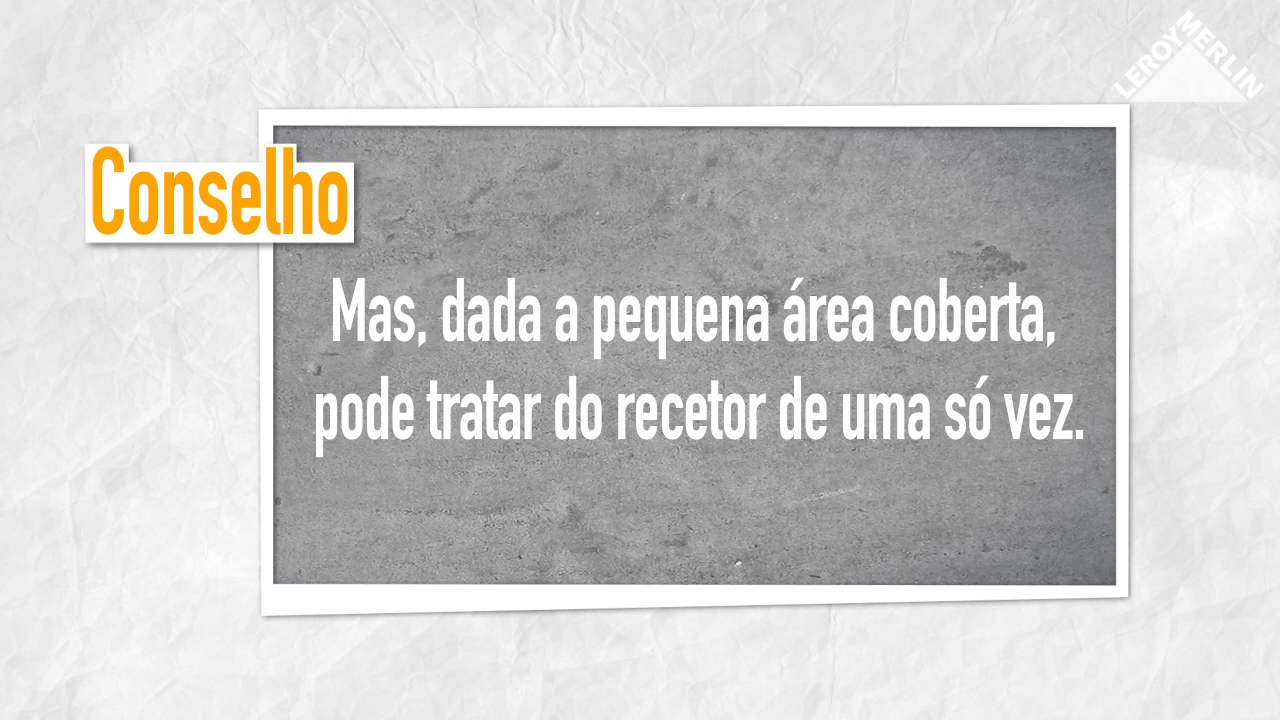 LEROY MERLIN
Conselho
Mas, dada a pequena área coberta,
pode tratar do recetor de uma só vez.